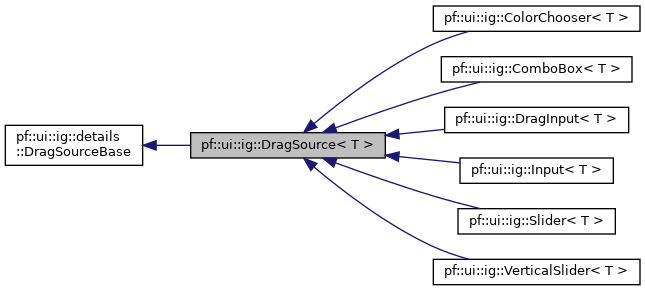 pf::ui::ig::ColorChooser< T >
pf::ui::ig::ComboBox< T >
pf::ui::ig::DragInput< T >
pf::ui::ig::details
::DragSourceBase
pf::ui::ig::DragSource< T >
pf::ui::ig::Input< T >
pf::ui::ig::Slider< T >
pf::ui::ig::VerticalSlider< T >